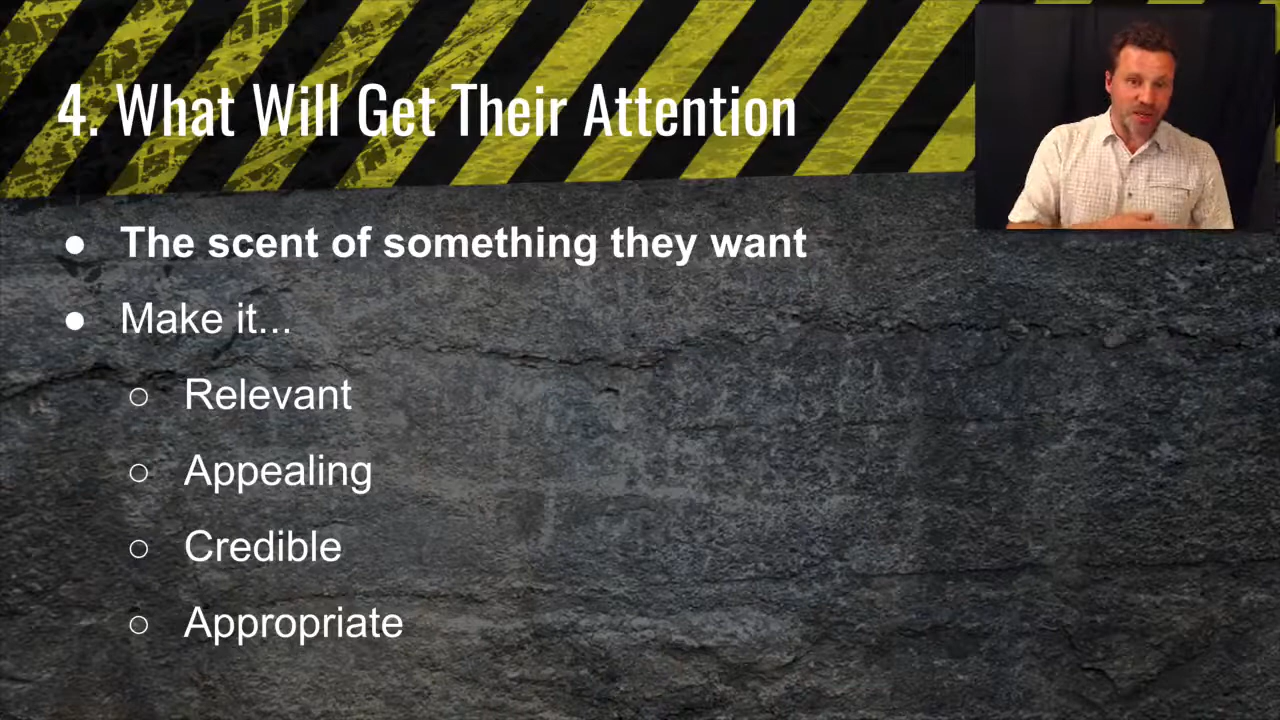 4. What Will Get Their Attention
● The scent of something they want
● Make it...
○ Relevant
○ Appealing
○ Credible
○ Appropriate